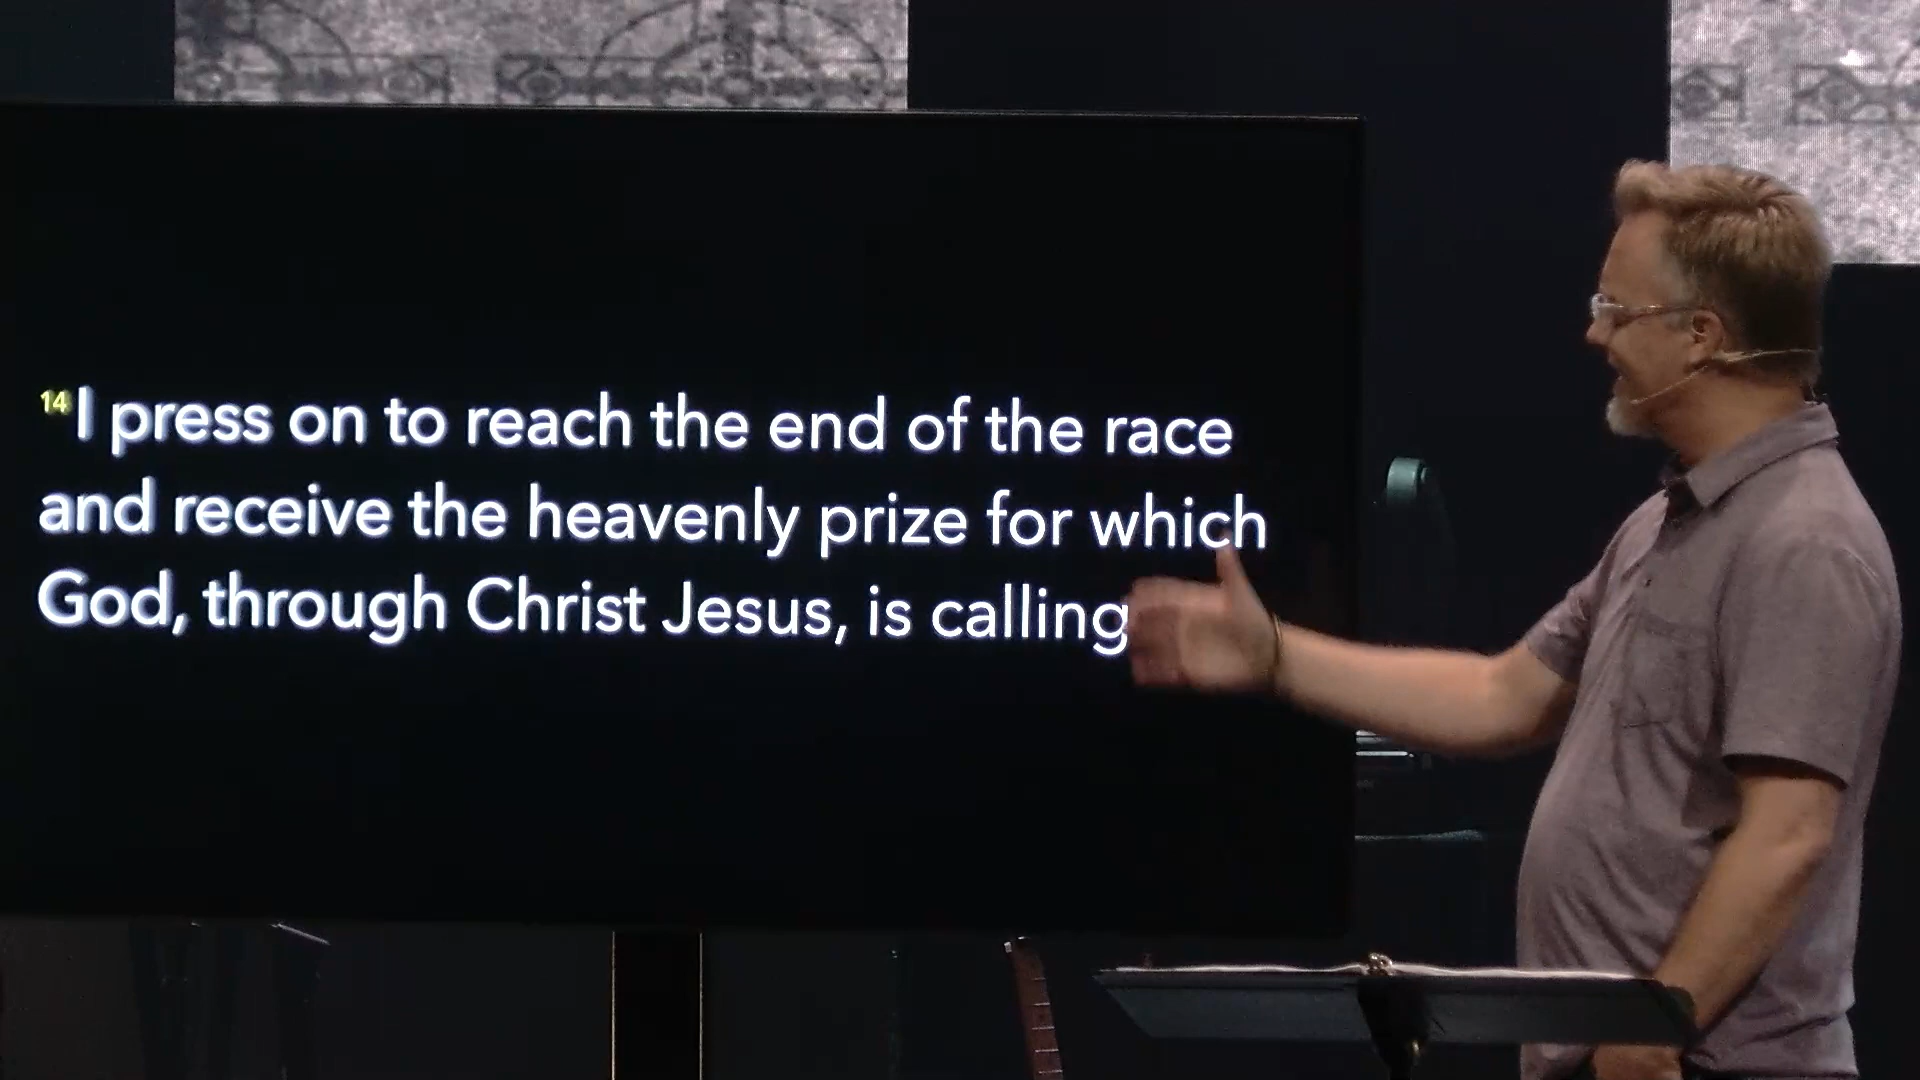 14 I press on to reach the end of the race
and receive the heavenly prize for which
God, through Christ Jesus, is calling